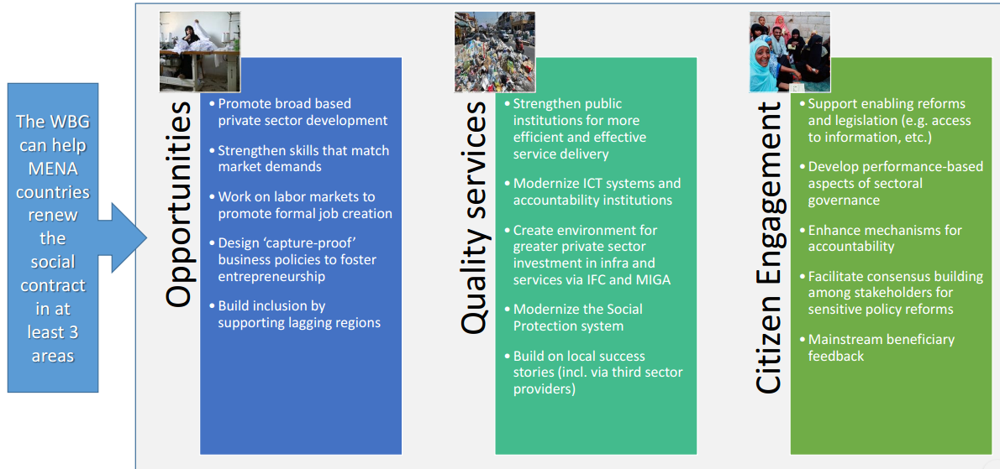 The WBG
can help
MENA
countries
renew
the
social
contract
in at
least 3
areas
Opportunities
• Promote broad based
private sector development
• Strengthen skills that match
market demands
• Work on labor markets to
promote formal job creation
• Design ‘capture-proof’
business policies to foster
entrepreneurship
• Build inclusion by
supporting lagging regions
Quality services
• Strengthen public
institutions for more
efficient and effective
service delivery
• Modernize ICT systems and
accountability institutions
• Create environment for
greater private sector
investment in infra and
services via IFC and MIGA
• Modernize the Social
Protection system
• Build on local success
stories (incl. via third sector
providers)
Citizen Engagement
• Support enabling reforms
and legislation (e.g. access
to information, etc.)
• Develop performance-based
aspects of sectoral
governance
• Enhance mechanisms for
accountability
• Facilitate consensus building
among stakeholders for
sensitive policy reforms
• Mainstream beneficiary
feedback